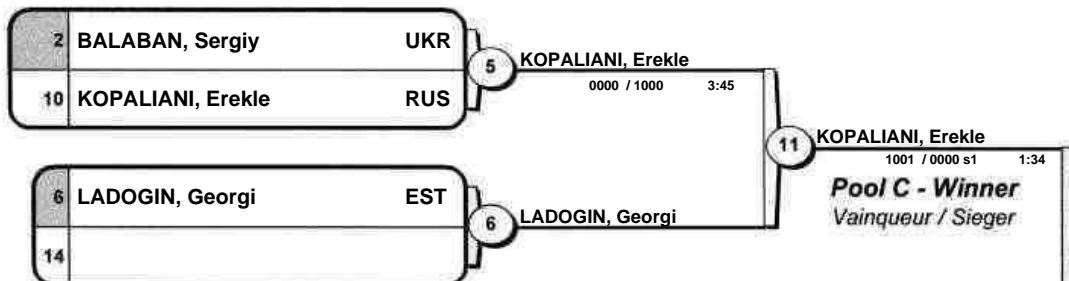 2 BALABAN, Sergiy UKR
10 KOPALIANI, Erekle RUS
5
KOPALIANI, Erekle
0000 / 1000 3:45
6 LADOGIN, Georgi EST
14
6
LADOGIN, Georgi
11
KOPALIANI, Erekle
1001 / 0000 s1 1:34
Pool C - Winner
Vainqueur / Sieger